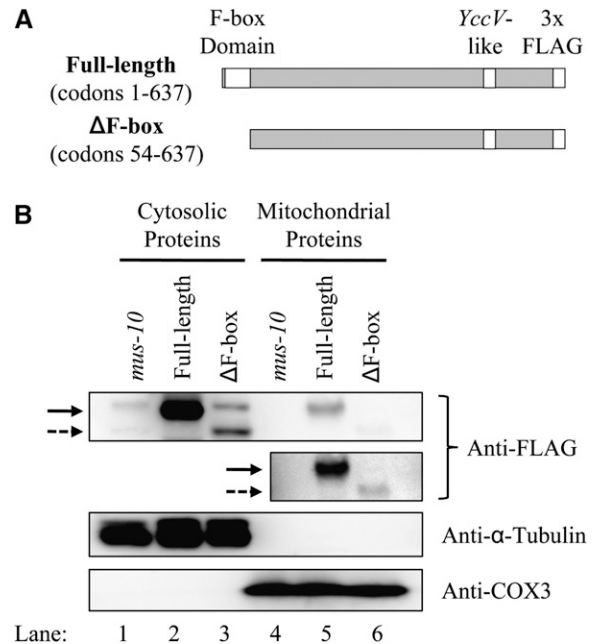 A
F-box Domain
YccV-like
3x FLAG
Full-length
(codons 1-637)
ΔF-box
(codons 54-637)
B
Cytosolic Proteins
Mitochondrial Proteins
mus-10
Full-length
ΔF-box
mus-10
Full-length
ΔF-box
Anti-FLAG
Anti-α-Tubulin
Anti-COX3
Lane: 1 2 3 4 5 6